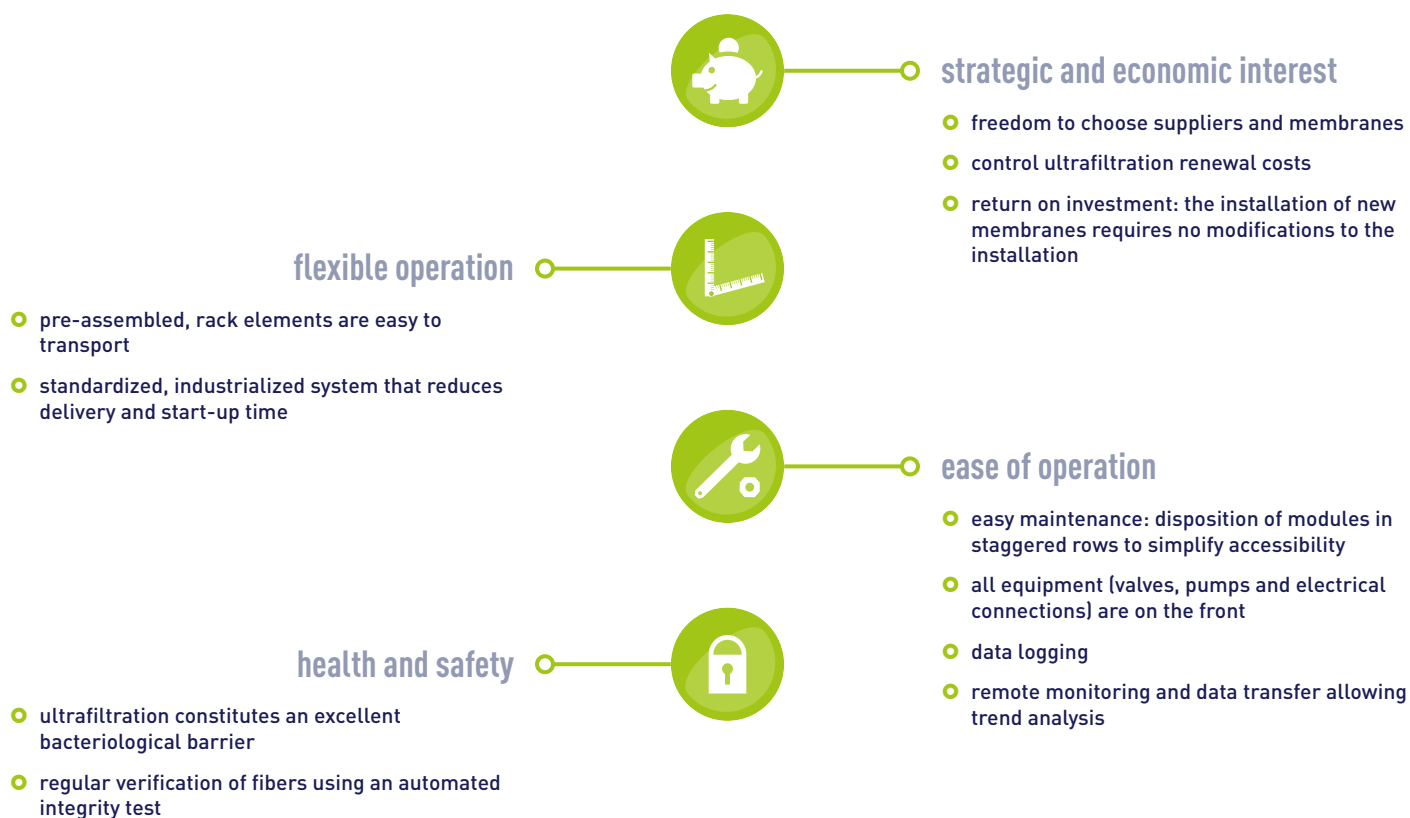 strategic and economic interest
freedom to choose suppliers and membranes
control ultrafiltration renewal costs
return on investment: the installation of new
membranes requires no modifications to the
installation
flexible operation
pre-assembled, rack elements are easy to
transport
standardized, industrialized system that reduces
delivery and start-up time
ease of operation
easy maintenance: disposition of modules in
staggered rows to simplify accessibility
all equipment (valves, pumps and electrical
connections) are on the front
data logging
remote monitoring and data transfer allowing
trend analysis
health and safety
ultrafiltration constitutes an excellent
bacteriological barrier
regular verification of fibers using an automated
integrity test